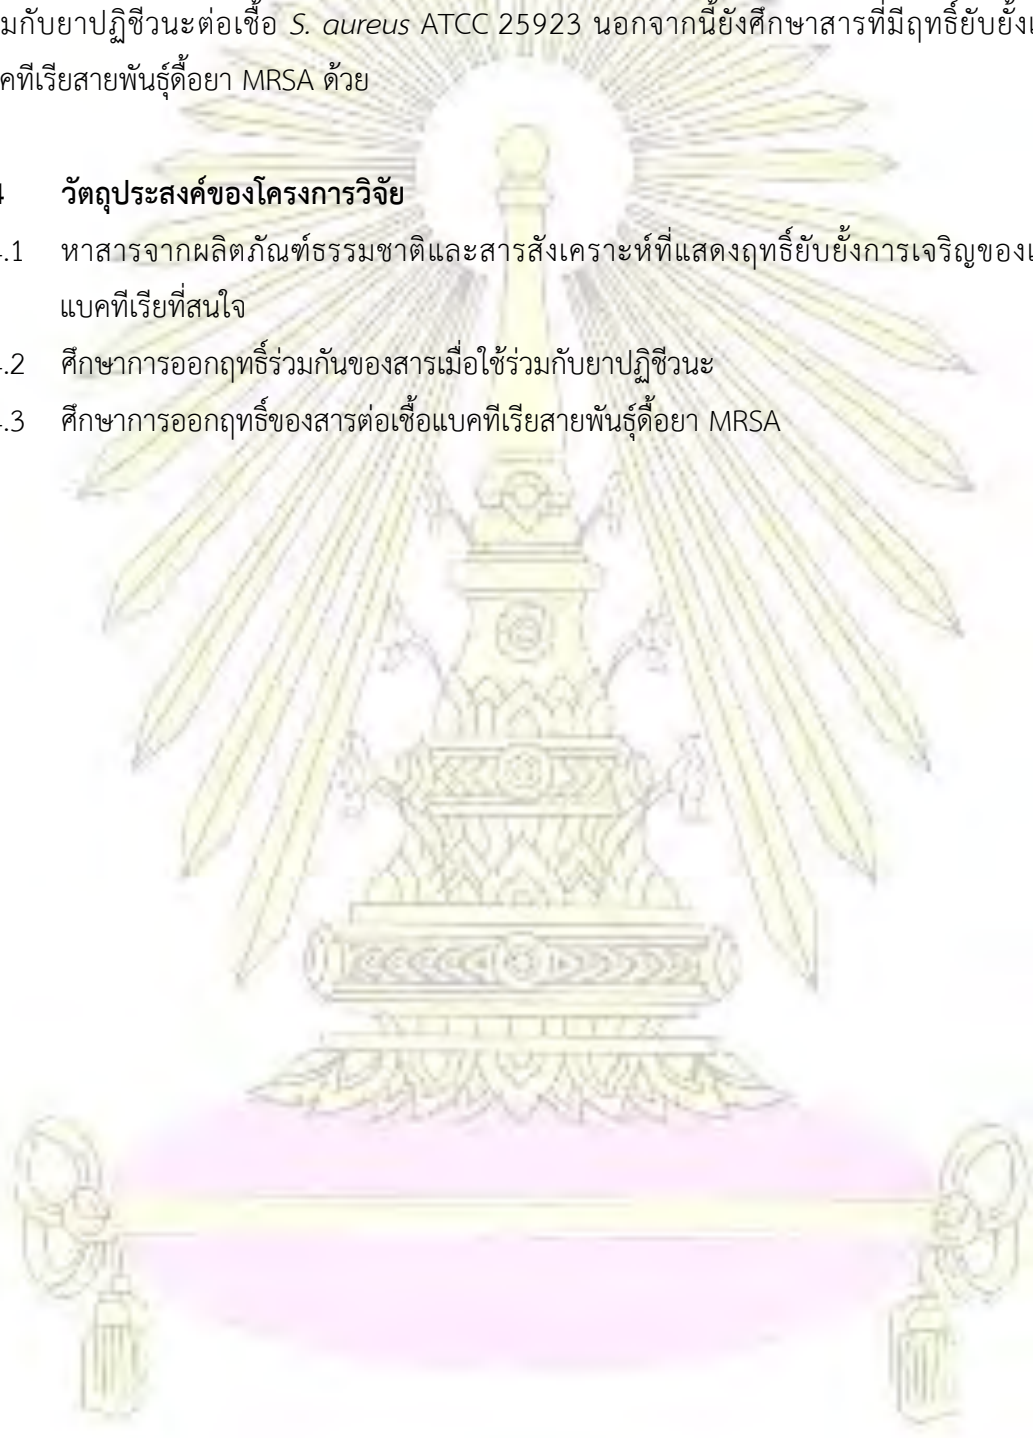 มกับยาปฏิชีวนะต่อเชื้อ S. aureus ATCC 25923 นอกจากนี้ยังศึกษาสารที่มีฤทธิ์ยับยั้งเ
คทีเรียสายพันธุ์ดื้อยา MRSA ด้วย
4 วัตถุประสงค์ของโครงการวิจัย
.1 หาสารจากผลิตภัณฑ์ธรรมชาติและสารสังเคราะห์ที่แสดงฤทธิ์ยับยั้งการเจริญของเ
แบคทีเรียที่สนใจ
.2 ศึกษาการออกฤทธิ์ร่วมกันของสารเมื่อใช้ร่วมกับยาปฏิชีวนะ
.3 ศึกษาการออกฤทธิ์ของสารต่อเชื้อแบคทีเรียสายพันธุ์ดื้อยา MRSA